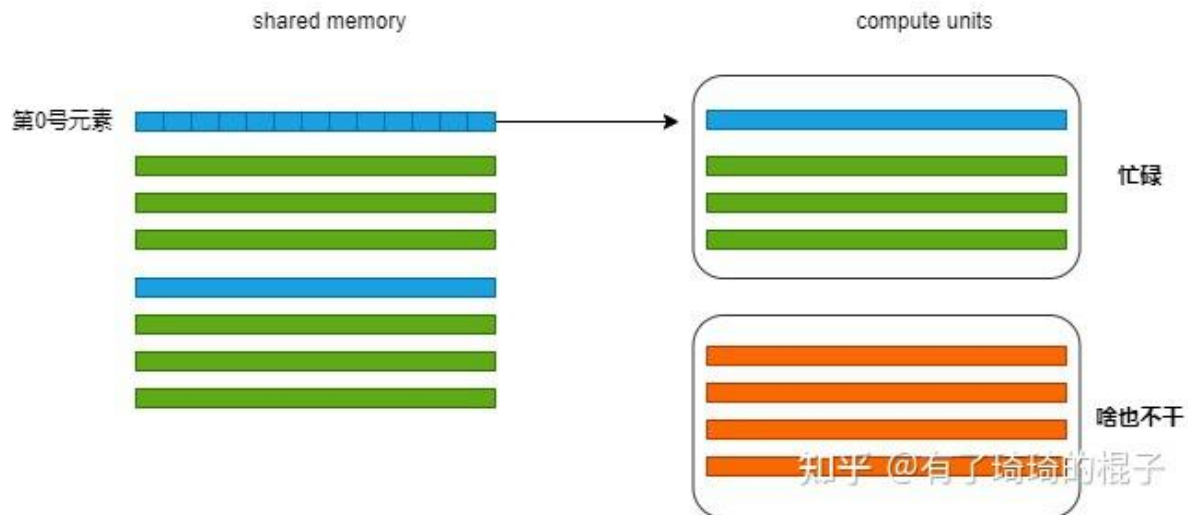 shared memory
compute units
第0号元素
忙碌
啥也不干
知乎 @有了琦琦的棍子